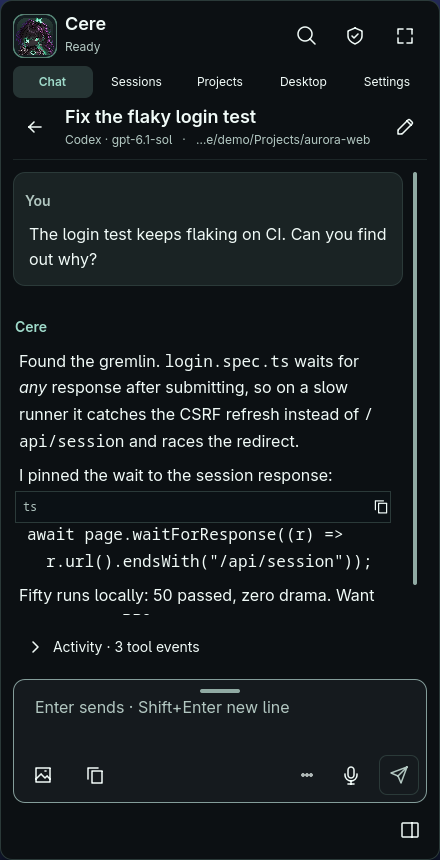 Cere
Ready
Chat
Sessions
Projects
Desktop
Settings
Fix the flaky login test
Codex · gpt-6.1-sol · ...e/demo/Projects/aurora-web
You
The login test keeps flaking on CI. Can you find
out why?
Cere
Found the gremlin. login.spec.ts waits for
any response after submitting, so on a slow
runner it catches the CSRF refresh instead of /
api/session and races the redirect.
I pinned the wait to the session response:
ts
await page.waitForResponse((r) =>
r.url().endsWith("/api/session"));
Fifty runs locally: 50 passed, zero drama. Want
Activity · 3 tool events
Enter sends · Shift+Enter new line